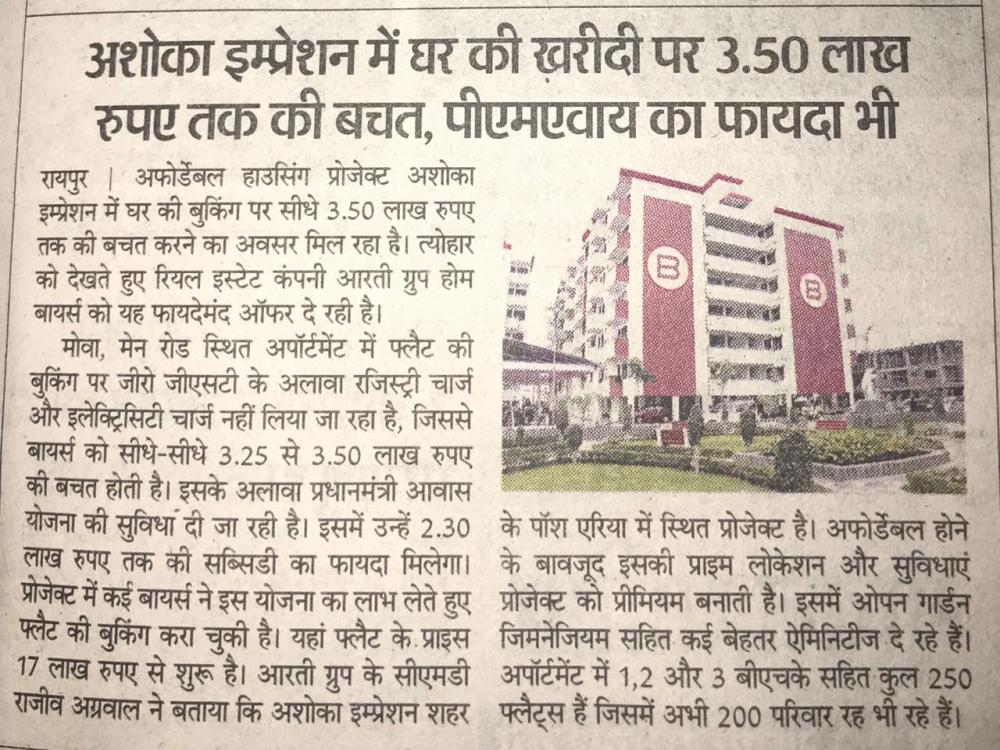 अशोका इम्प्रेशन में घर की ख़रीदी पर 3.50 लाख
रुपए तक की बचत, पीएमएवाय का फायदा भी
रायपुर | अफोर्डेबल हाउसिंग प्रोजेक्ट अशोका
इम्प्रेशन में घर की बुकिंग पर सीधे 3.50 लाख रुपए
तक की बचत करने का अवसर मिल रहा है। त्योहार
को देखते हुए रियल इस्टेट कंपनी आरती ग्रुप होम
बायर्स को यह फायदेमंद ऑफर दे रही है।
मोवा, मेन रोड स्थित अपॉर्टमेंट में फ्लैट की
बुकिंग पर जीरो जीएसटी के अलावा रजिस्ट्री चार्ज
और इलेक्ट्रिसिटी चार्ज नहीं लिया जा रहा है, जिससे
बायर्स को सीधे-सीधे 3.25 से 3.50 लाख रुपए
की बचत होती है। इसके अलावा प्रधानमंत्री आवास
योजना की सुविधा दी जा रही है। इसमें उन्हें 2.30
लाख रुपए तक की सब्सिडी का फायदा मिलेगा।
प्रोजेक्ट में कई बायर्स ने इस योजना का लाभ लेते हुए
फ्लैट की बुकिंग करा चुकी है। यहां फ्लैट के प्राइस
17 लाख रुपए से शुरू है। आरती ग्रुप के सीएमडी
राजीव अग्रवाल ने बताया कि अशोका इम्प्रेशन शहर
के पॉश एरिया में स्थित प्रोजेक्ट है। अफोर्डेबल होने
के बावजूद इसकी प्राइम लोकेशन और सुविधाएं
प्रोजेक्ट को प्रीमियम बनाती है। इसमें ओपन गार्डन
जिमनेजियम सहित कई बेहतर ऐमिनिटीज दे रहे हैं।
अपॉर्टमेंट में 1,2 और 3 बीएचके सहित कुल 250
फ्लैट्स हैं जिसमें अभी 200 परिवार रह भी रहे हैं।